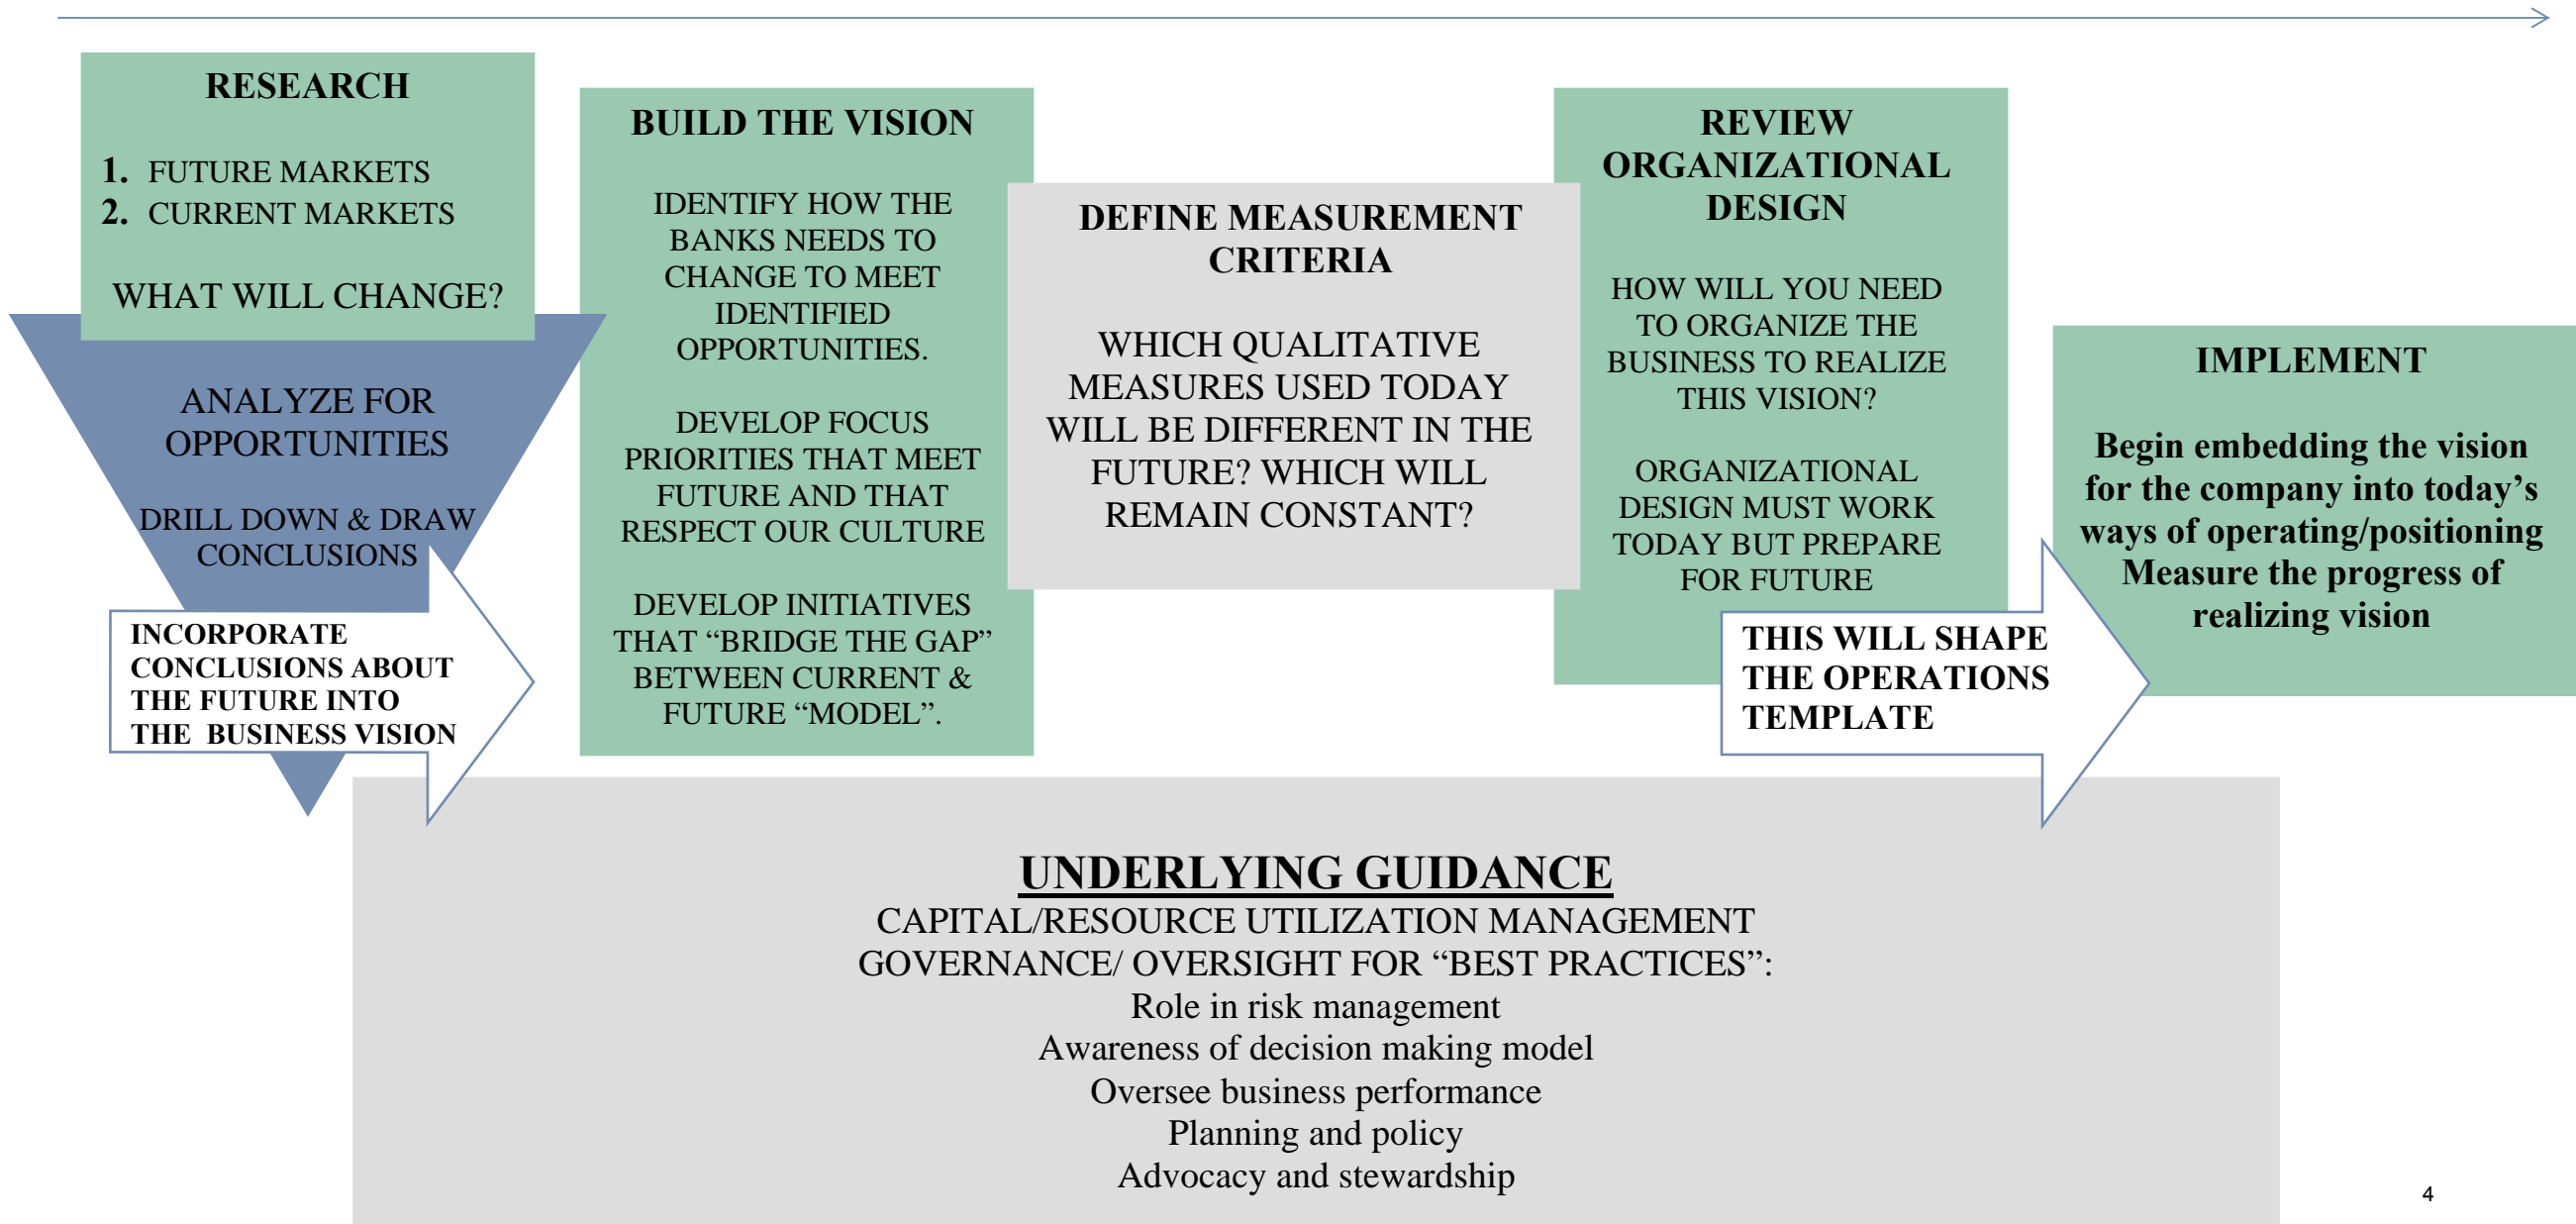 RESEARCH
1. FUTURE MARKETS
2. CURRENT MARKETS
WHAT WILL CHANGE?
ANALYZE FOR
OPPORTUNITIES
DRILL DOWN & DRAW
CONCLUSIONS
INCORPORATE
CONCLUSIONS ABOUT
THE FUTURE INTO
THE BUSINESS VISION
BUILD THE VISION
IDENTIFY HOW THE
BANKS NEEDS TO
CHANGE TO MEET
IDENTIFIED
OPPORTUNITIES.
DEVELOP FOCUS
PRIORITIES THAT MEET
FUTURE AND THAT
RESPECT OUR CULTURE
DEVELOP INITIATIVES
THAT “BRIDGE THE GAP”
BETWEEN CURRENT &
FUTURE “MODEL”.
DEFINE MEASUREMENT
CRITERIA
WHICH QUALITATIVE
MEASURES USED TODAY
WILL BE DIFFERENT IN THE
FUTURE? WHICH WILL
REMAIN CONSTANT?
REVIEW
ORGANIZATIONAL
DESIGN
HOW WILL YOU NEED
TO ORGANIZE THE
BUSINESS TO REALIZE
THIS VISION?
ORGANIZATIONAL
DESIGN MUST WORK
TODAY BUT PREPARE
FOR FUTURE
THIS WILL SHAPE
THE OPERATIONS
TEMPLATE
IMPLEMENT
Begin embedding the vision
for the company into today’s
ways of operating/positioning
Measure the progress of
realizing vision
UNDERLYING GUIDANCE
CAPITAL/RESOURCE UTILIZATION MANAGEMENT
GOVERNANCE/ OVERSIGHT FOR “BEST PRACTICES”:
Role in risk management
Awareness of decision making model
Oversee business performance
Planning and policy
Advocacy and stewardship
4